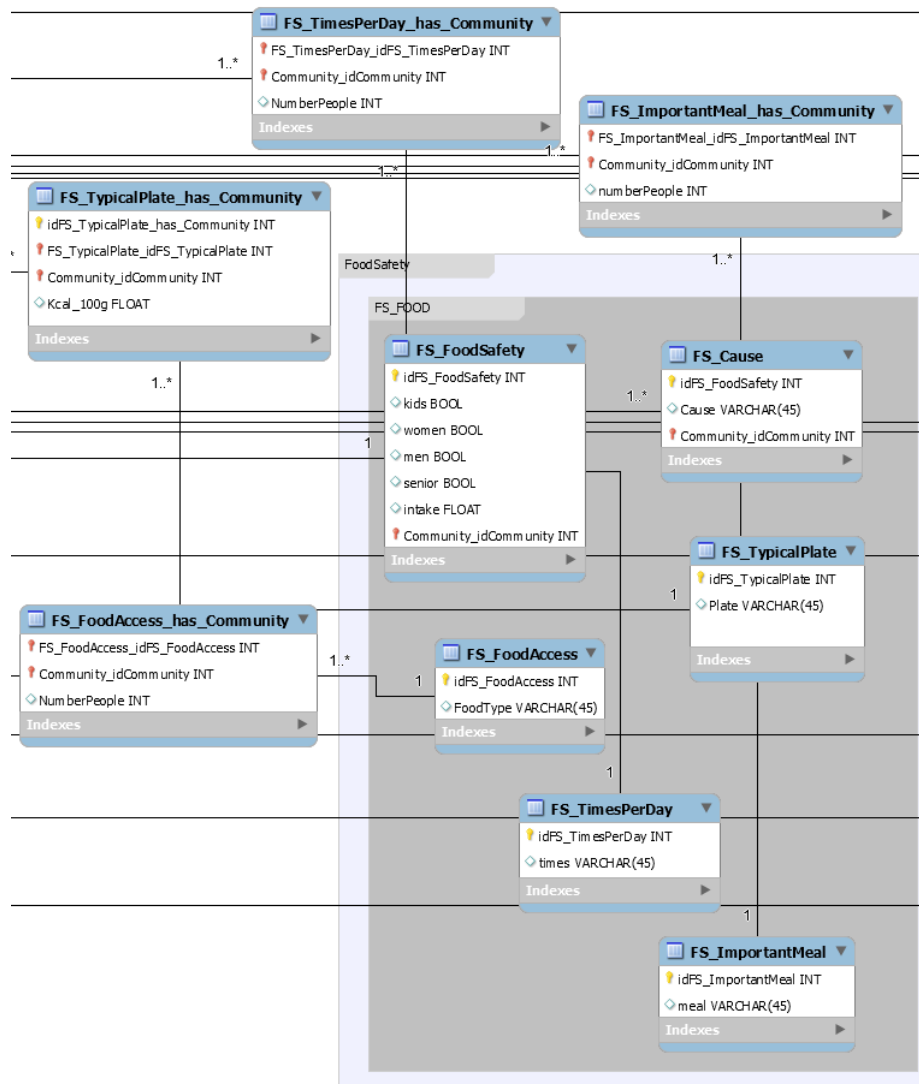 FS_TimesPerDay_has_Community
FS_TimesPerDay_idFS_TimesPerDay INT
Community_idCommunity INT
NumberPeople INT
Indexes
1..*
1..*
FS_ImportantMeal_has_Community
FS_ImportantMeal_idFS_ImportantMeal INT
Community_idCommunity INT
numberPeople INT
Indexes
1..*
1..*
FS_TypicalPlate_has_Community
idFS_TypicalPlate_has_Community INT
FS_TypicalPlate_idFS_TypicalPlate INT
Community_idCommunity INT
Kcal_100g FLOAT
Indexes
*
1..*
FoodSafety
FS_FOOD
FS_FoodSafety
idFS_FoodSafety INT
kids BOOL
women BOOL
men BOOL
senior BOOL
intake FLOAT
Community_idCommunity INT
Indexes
1
FS_Cause
idFS_FoodSafety INT
Cause VARCHAR(45)
Community_idCommunity INT
Indexes
1..*
FS_TypicalPlate
idFS_TypicalPlate INT
Plate VARCHAR(45)
Indexes
1
FS_FoodAccess_has_Community
FS_FoodAccess_idFS_FoodAccess INT
Community_idCommunity INT
NumberPeople INT
Indexes
1..*
FS_FoodAccess
idFS_FoodAccess INT
FoodType VARCHAR(45)
Indexes
1
1
FS_TimesPerDay
idFS_TimesPerDay INT
times VARCHAR(45)
Indexes
1
FS_ImportantMeal
idFS_ImportantMeal INT
meal VARCHAR(45)
Indexes